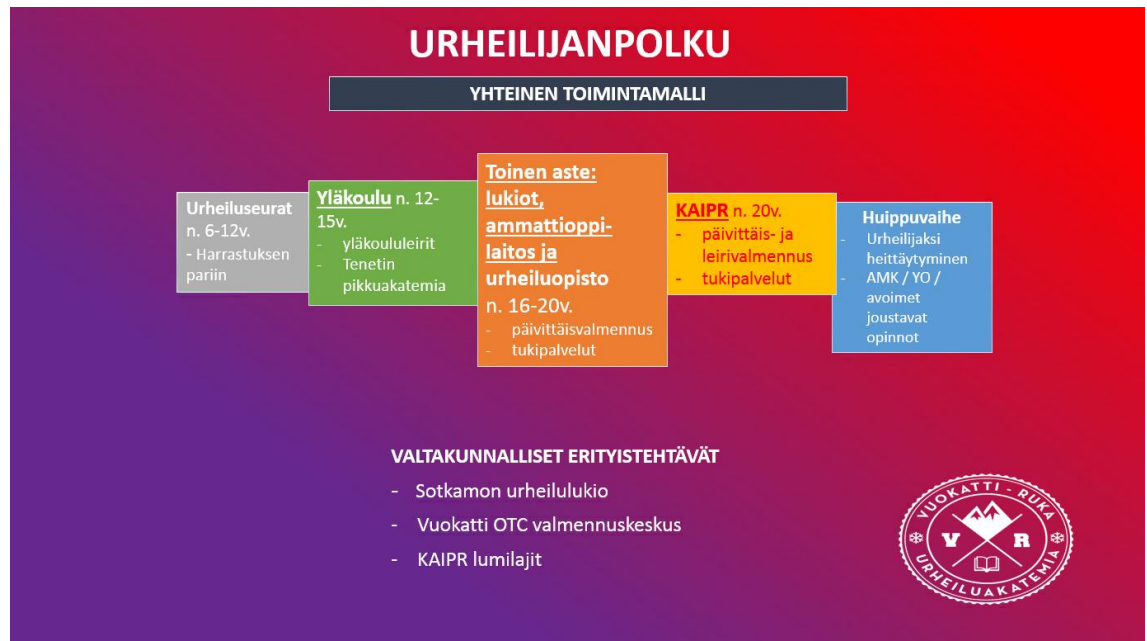 URHEILIJANPOLKU
YHTEINEN TOIMINTAMALLI
Urheiluseurat
n. 6-12v.
- Harrastuksen
pariin
Yläkoulu n. 12-
15v.
- yläkoululeirit
- Tenetin
pikkuakatemia
Toinen aste:
lukiot,
ammattioppi-
laitos ja
urheiluopisto
n. 16-20v.
- päivittäisvalmennus
- tukipalvelut
KAIPR n. 20v.
- päivittäis- ja
leirivalmennus
- tukipalvelut
Huippuvaihe
- Urheilijaksi
heittäytyminen
- AMK / YO /
avoimet
joustavat
opinnot
VALTAKUNNALLISET ERITYISTEHTÄVÄT
- Sotkamon urheilulukio
- Vuokatti OTC valmennuskeskus
- KAIPR lumilajit
VUOKATTI - RUKA
V R
URHEILUAKATEMIA